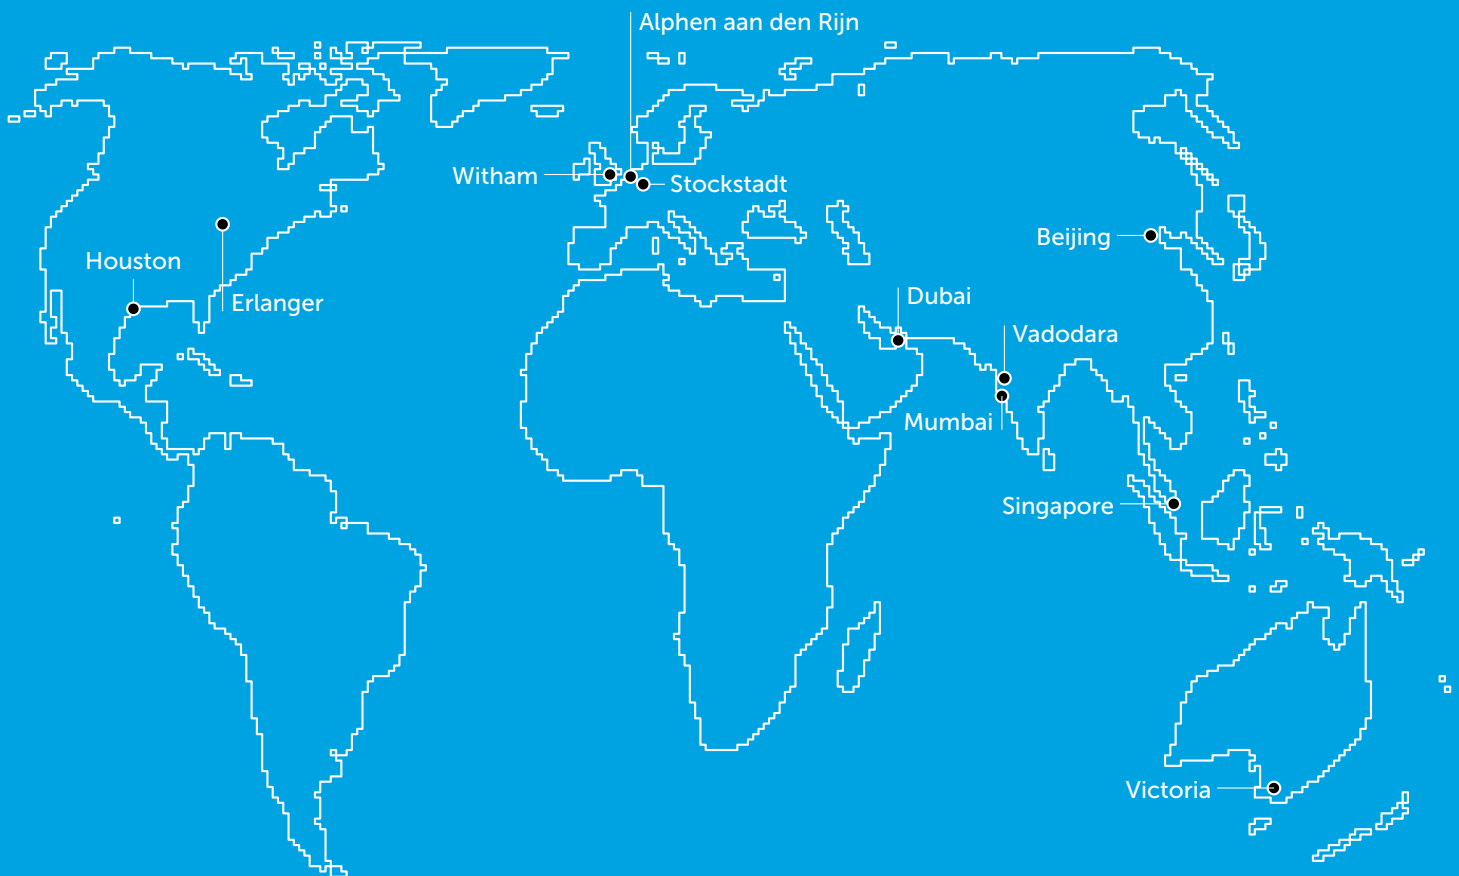 Alphen aan den Rijn
Witham
Stockstadt
Beijing
Houston
Erlanger
Dubai
Vadodara
Mumbai
Singapore
Victoria